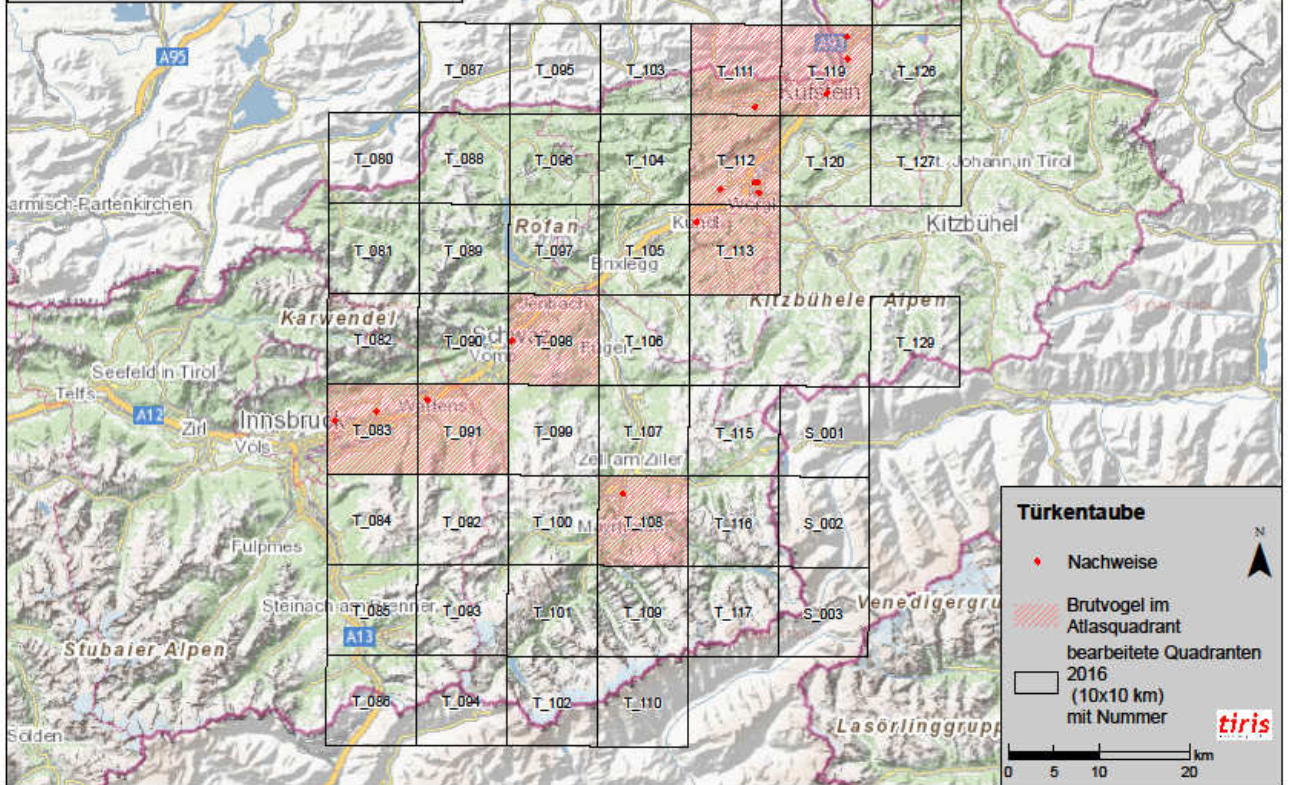 A95
A93
T_087
T_095
T_103
T_111
T_119
T_126
Kufstein
T_080
T_088
T_096
T_104
T_112
T_120
T_127
St. Johann in Tirol
armisch-Partenkirchen
Wörgl
Kundl
Kitzbühel
Rofan
T_081
T_089
T_097
T_105
T_113
Brixlegg
Jenbach
Kitzbüheler Alpen
Karwendel
Schwaz
T_082
T_090
T_098
T_106
T_129
Vomp
Fügen
Seefeld in Tirol
Telfs
A12
Zirl
Innsbruck
Völs
Wattens
T_083
T_091
T_099
T_107
T_115
S_001
Zell am Ziller
T_084
T_092
T_100
T_108
T_116
S_002
Fulpmes
Steinach am Brenner
T_085
T_093
T_101
T_109
T_117
S_003
Venedigergru
A13
Stubaier Alpen
T_086
T_094
T_102
T_110
Sölden
Lasörlinggrupp
Türkentaube
N
Nachweise
Brutvogel im
Atlasquadrant
bearbeitete Quadranten
2016
(10x10 km)
mit Nummer
tiris
km
0 5 10 20